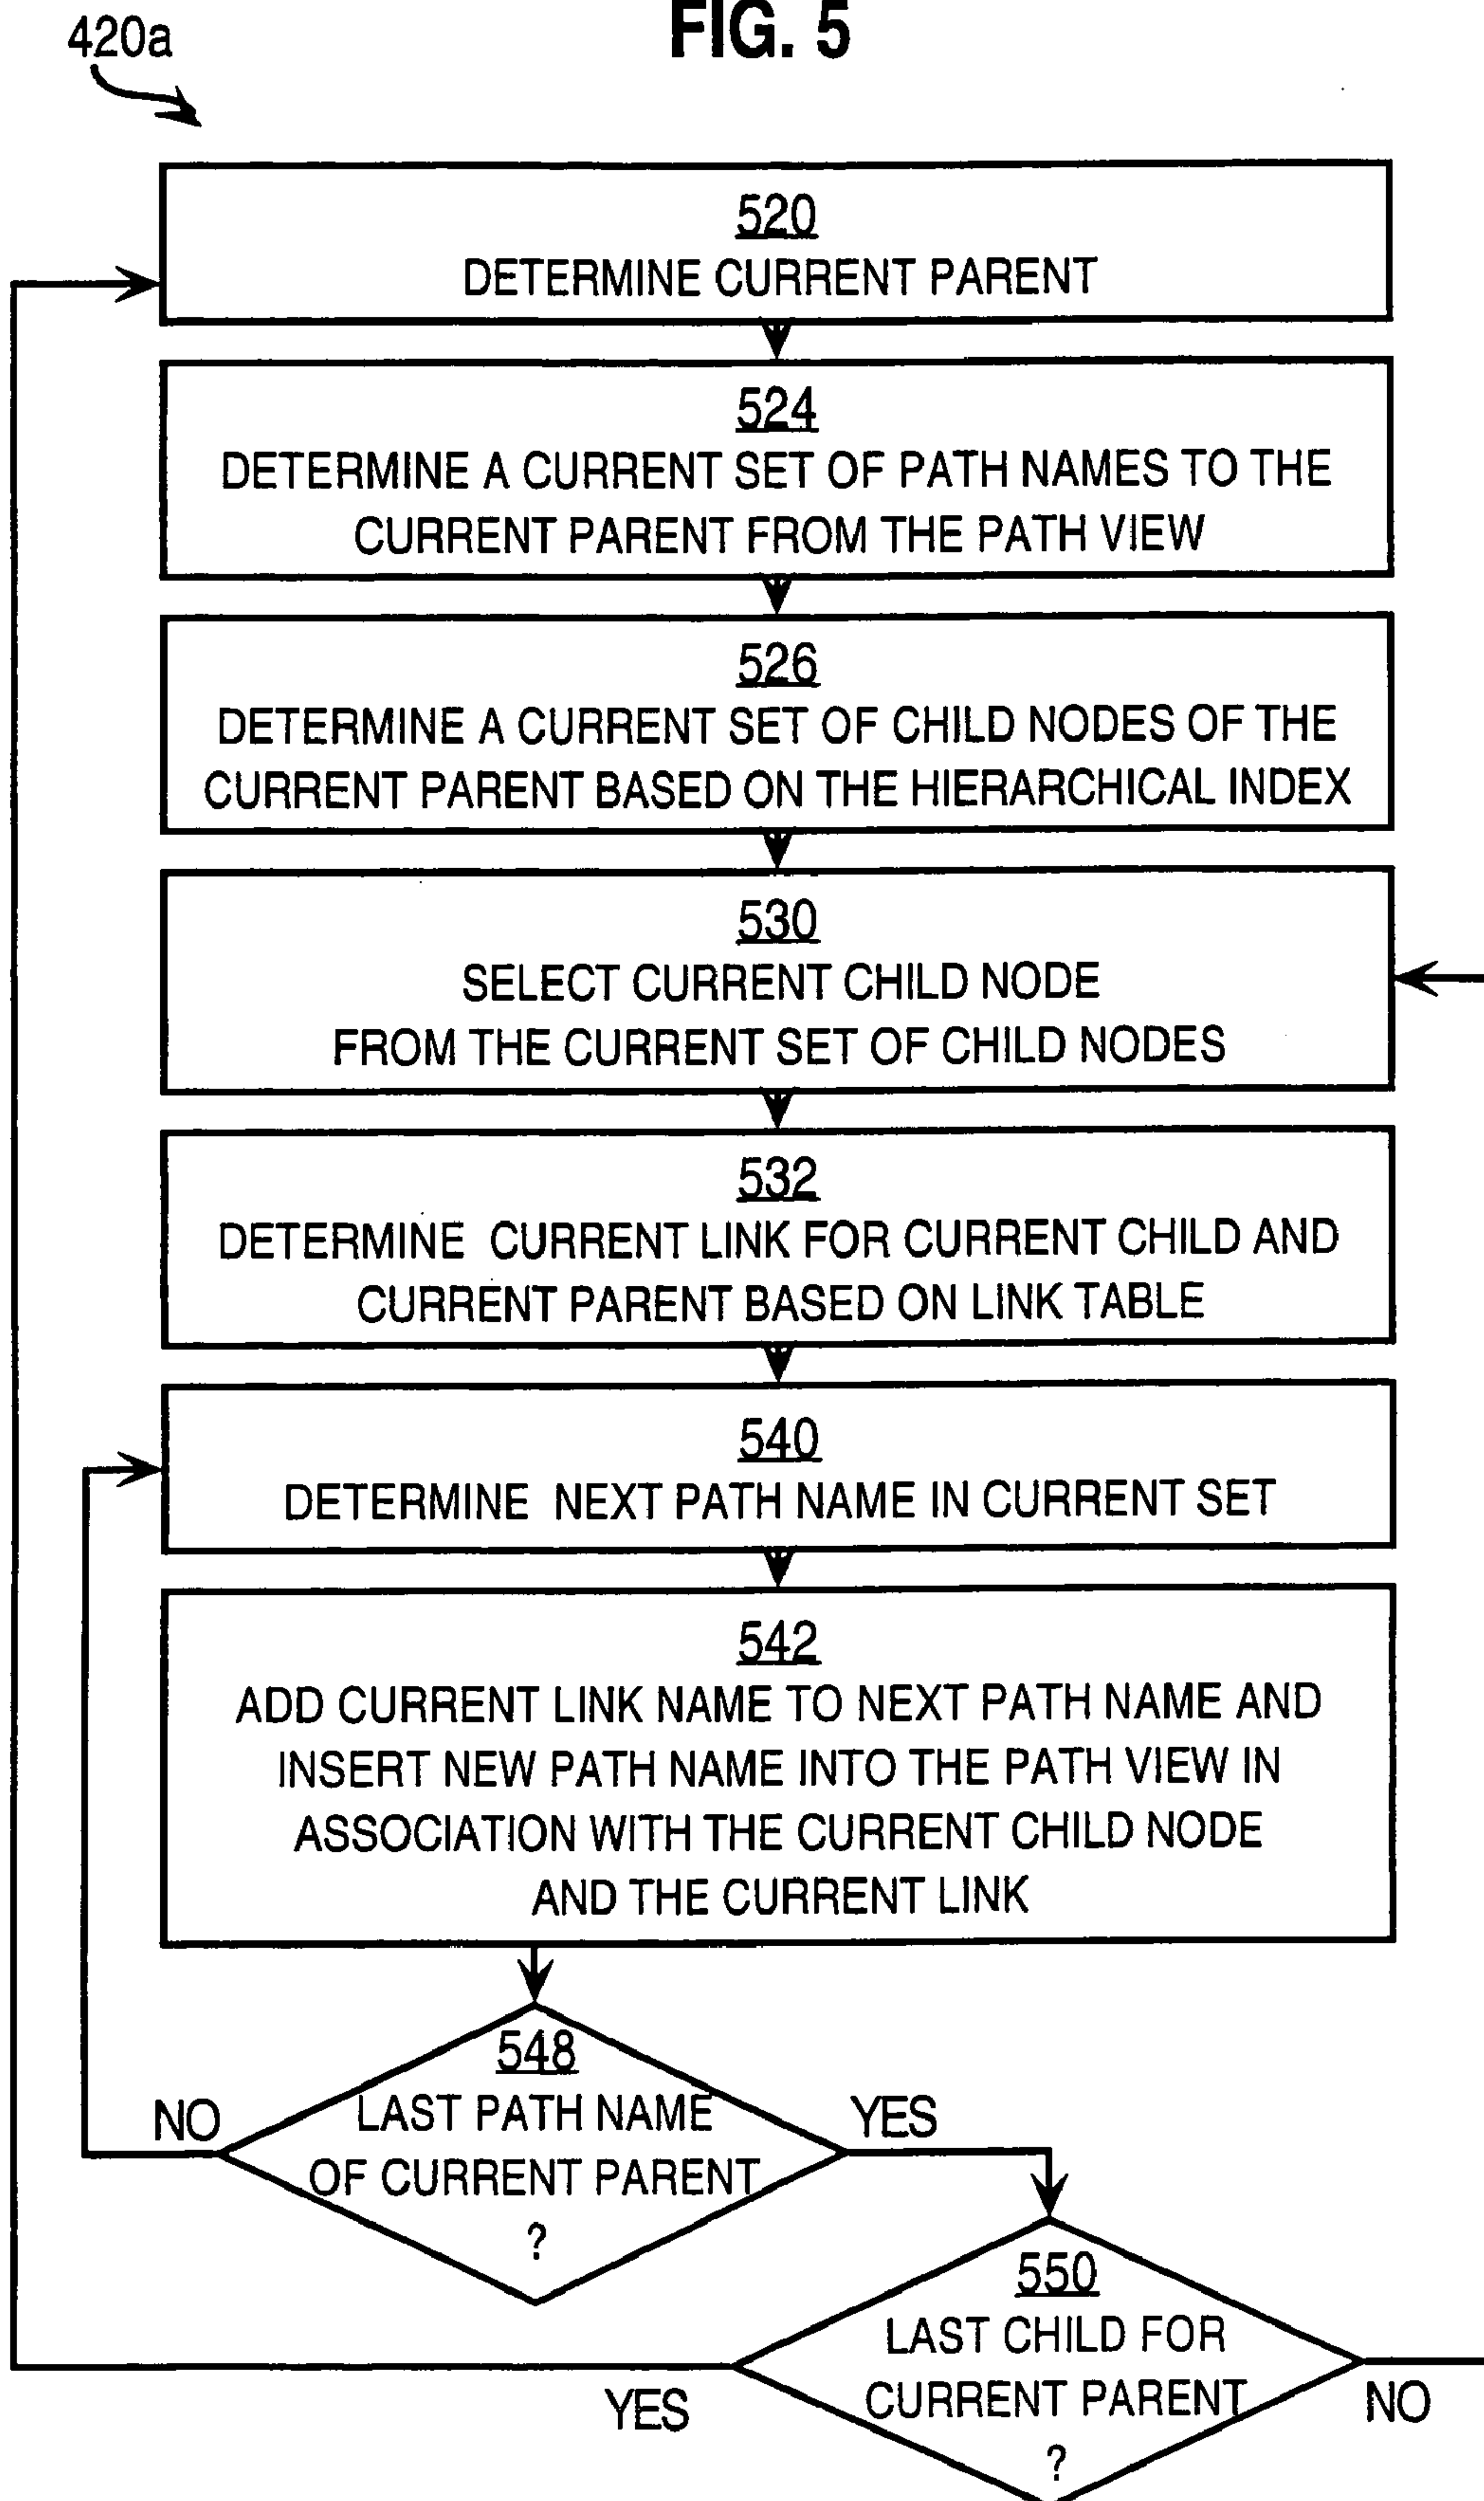 FIG. 5
420a
520
DETERMINE CURRENT PARENT
524
DETERMINE A CURRENT SET OF PATH NAMES TO THE
CURRENT PARENT FROM THE PATH VIEW
526
DETERMINE A CURRENT SET OF CHILD NODES OF THE
CURRENT PARENT BASED ON THE HIERARCHICAL INDEX
530
SELECT CURRENT CHILD NODE
FROM THE CURRENT SET OF CHILD NODES
532
DETERMINE CURRENT LINK FOR CURRENT CHILD AND
CURRENT PARENT BASED ON LINK TABLE
540
DETERMINE NEXT PATH NAME IN CURRENT SET
542
ADD CURRENT LINK NAME TO NEXT PATH NAME AND
INSERT NEW PATH NAME INTO THE PATH VIEW IN
ASSOCIATION WITH THE CURRENT CHILD NODE
AND THE CURRENT LINK
548
LAST PATH NAME
OF CURRENT PARENT
?
NO
YES
550
LAST CHILD FOR
CURRENT PARENT
?
YES
NO